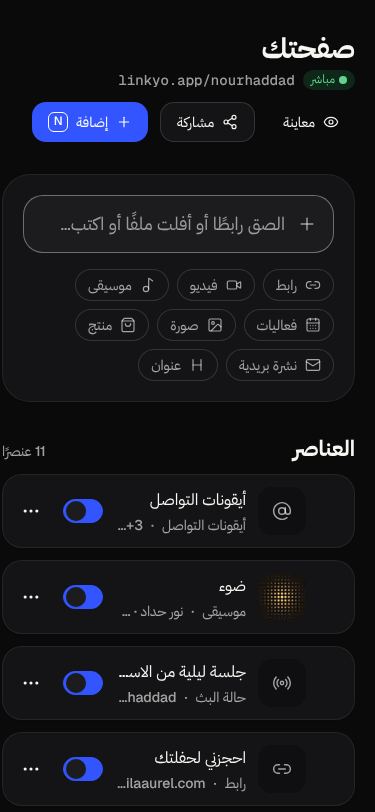 صفحتك
مباشر linkyo.app/nourhaddad
معاينة مشاركة إضافة N
الصق رابطًا أو أفلت ملفًا أو اكتب...
رابط فيديو موسيقى
فعاليات صورة منتج
نشرة بريدية عنوان
العناصر 11 عنصرًا
أيقونات التواصل
أيقونات التواصل · 3+...
ضوء
موسيقى · نور حداد · ...
جلسة ليلية من الاسـ...
حالة البث · haddad...
احجزني لحفلتك
رابط · ilaaurel.com...